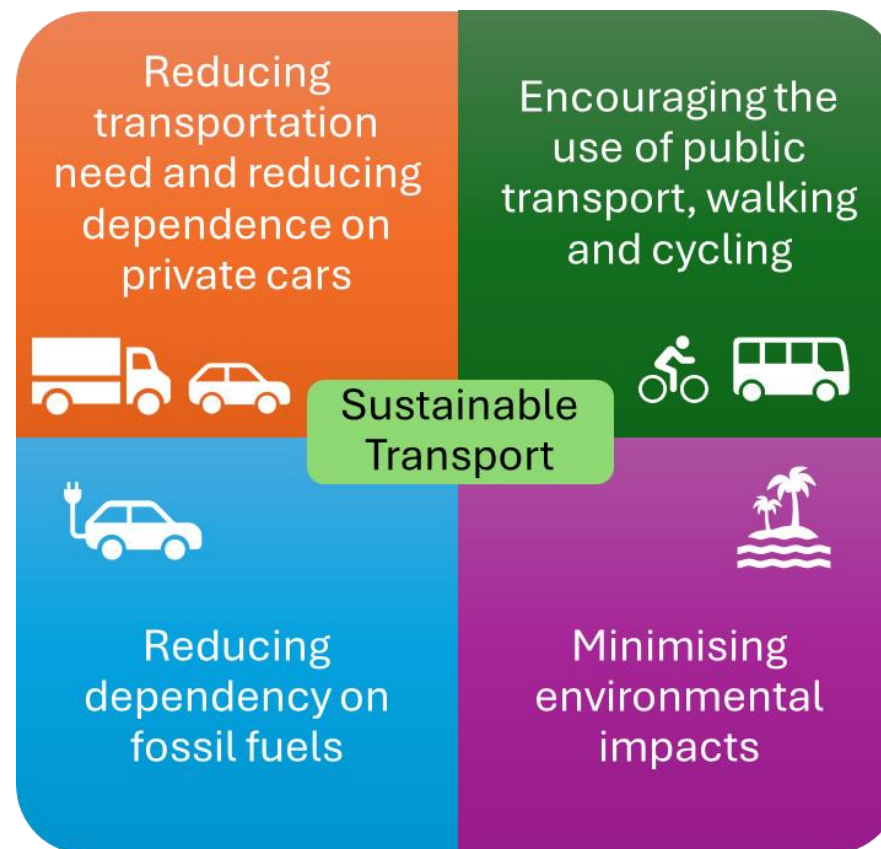 Reducing
transportation
need and reducing
dependence on
private cars
Encouraging the
use of public
transport, walking
and cycling
Sustainable
Transport
Reducing
dependency on
fossil fuels
Minimising
environmental
impacts